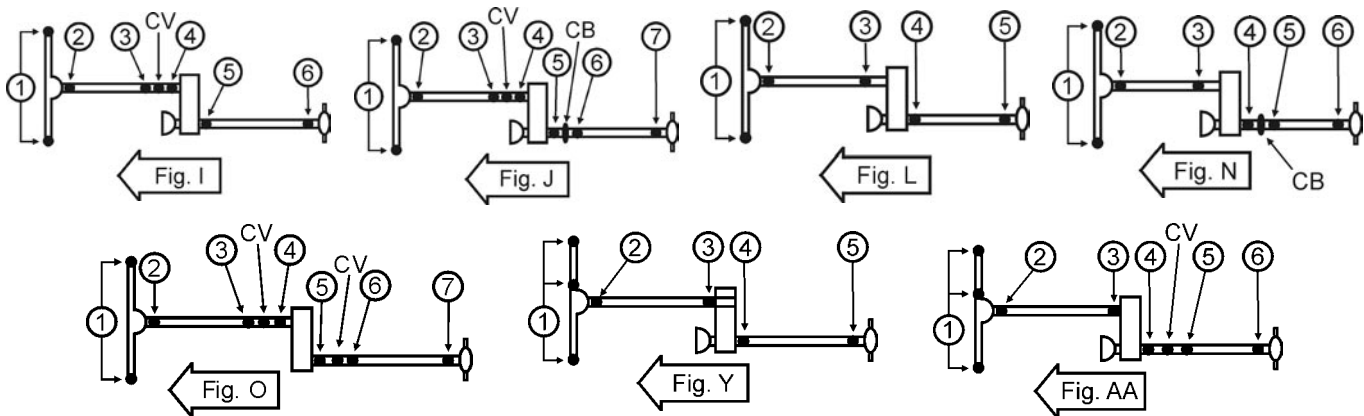 CV
2 3 4
1
5 6
Fig. I
CV
2 3 4 CB
5 6 7
1
Fig. J
2 3 4 5
1
Fig. L
2 3 4 5 6
1
Fig. N
CB
CV
2 3 4 CV
5 6 7
1
Fig. O
2 3 4 5
1
Fig. Y
CV
2 3 4 5 6
1
Fig. AA